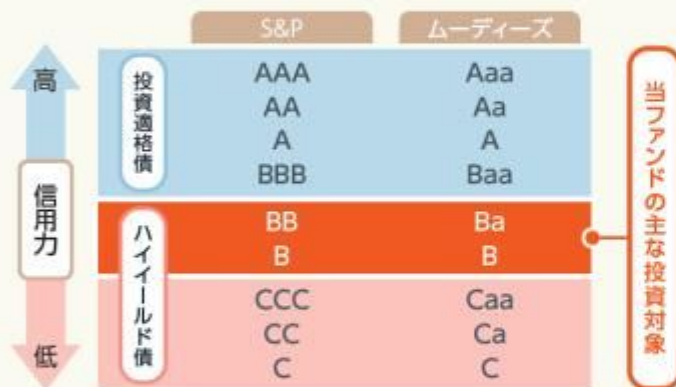 S&P ムーディーズ
高
信用力
低
投資適格債
AAA Aaa
AA Aa
A A
BBB Baa
ハイイールド債
BB Ba
B B
CCC Caa
CC Ca
C C
当ファンドの主な投資対象